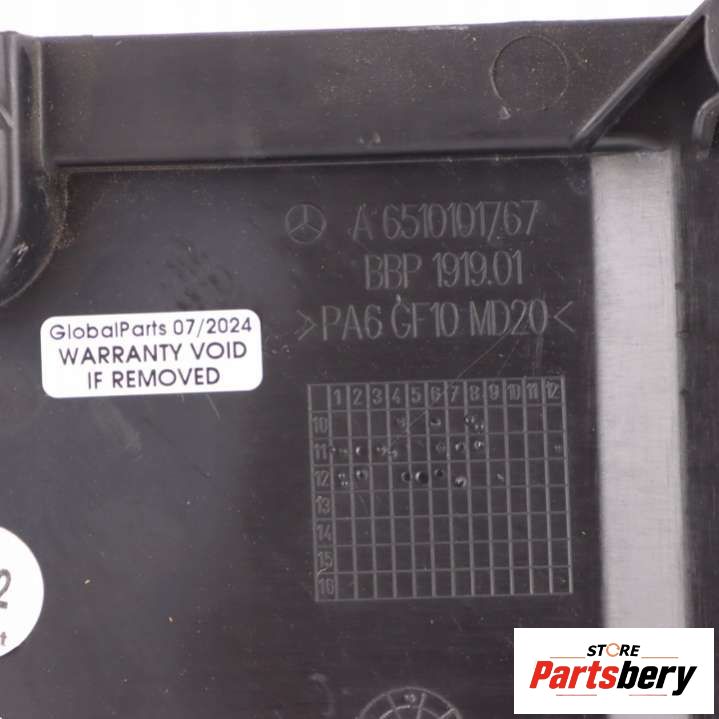 A 6510101767
BBP 1919.01
>PA6 GF10 MD20<
GlobalParts 07/2024
WARRANTY VOID
IF REMOVED
1 2 3 4 5 6 7 8 9 10 11 12
10
11
12
13
14
15
16
STORE
Partsbery